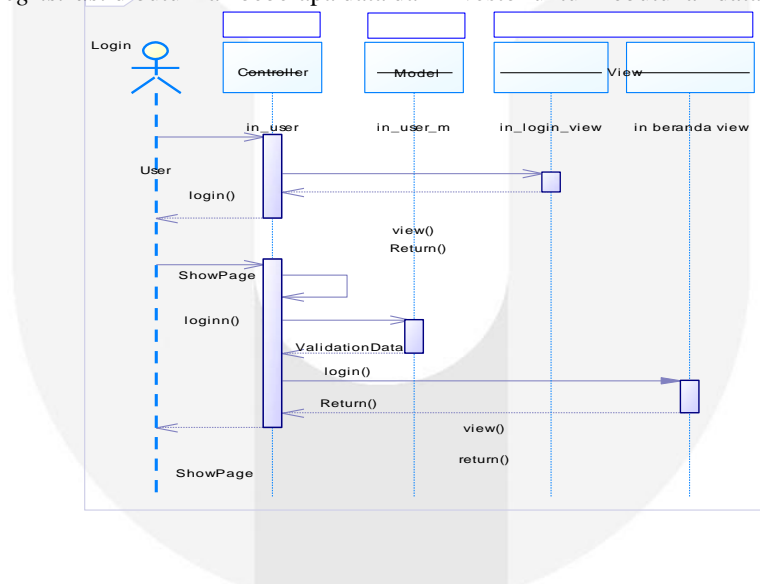 Login
Controller
Model
View
in_user
in_user_m
in_login_view
in beranda view
User
login()
view()
Return()
ShowPage
loginn()
ValidationData
login()
Return()
view()
return()
ShowPage